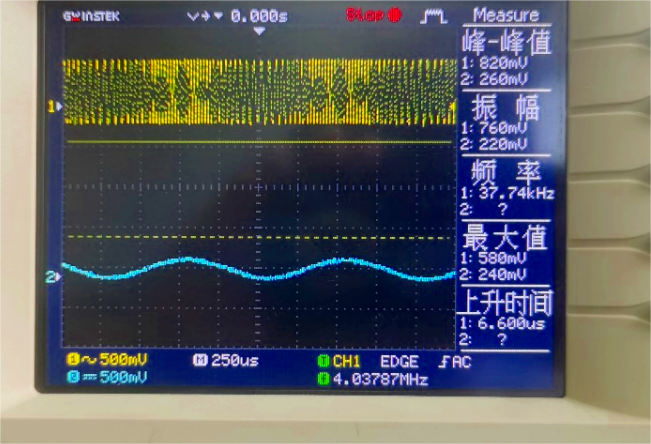 GWINSTEK 0.000s Stop Measure
峰-峰值
1: 820mV
2: 260mV
振 幅
1: 760mV
2: 220mV
频 率
1: 37.74kHz
2: ?
最大值
1: 580mV
2: 240mV
上升时间
1: 6.600us
2: ?
1
2
1 ~ 500mV M 250us T CH1 EDGE AC
2 500mV F 4.03787MHz